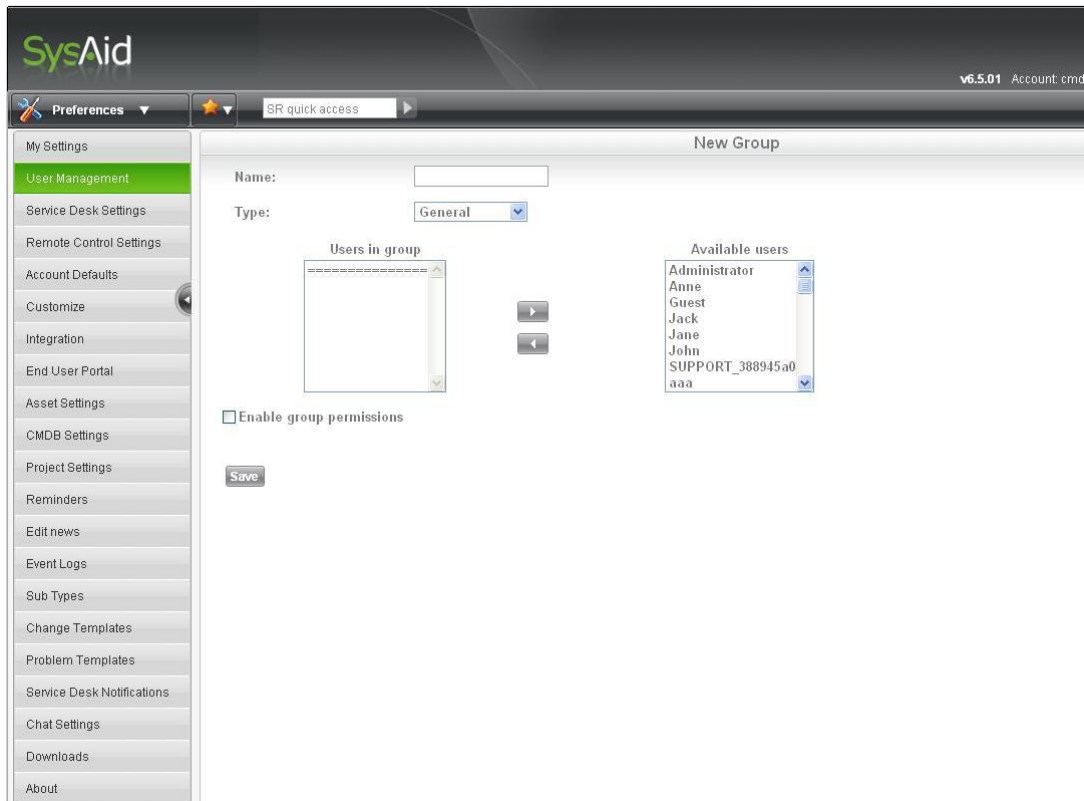 SysAid
v6.5.01 Account: cmd
Preferences
SR quick access
My Settings
User Management
Service Desk Settings
Remote Control Settings
Account Defaults
Customize
Integration
End User Portal
Asset Settings
CMDB Settings
Project Settings
Reminders
Edit news
Event Logs
Sub Types
Change Templates
Problem Templates
Service Desk Notifications
Chat Settings
Downloads
About
New Group
Name:
Type: General
Users in group
===============
Available users
Administrator
Anne
Guest
Jack
Jane
John
SUPPORT_388945a0
aaa
Enable group permissions
Save